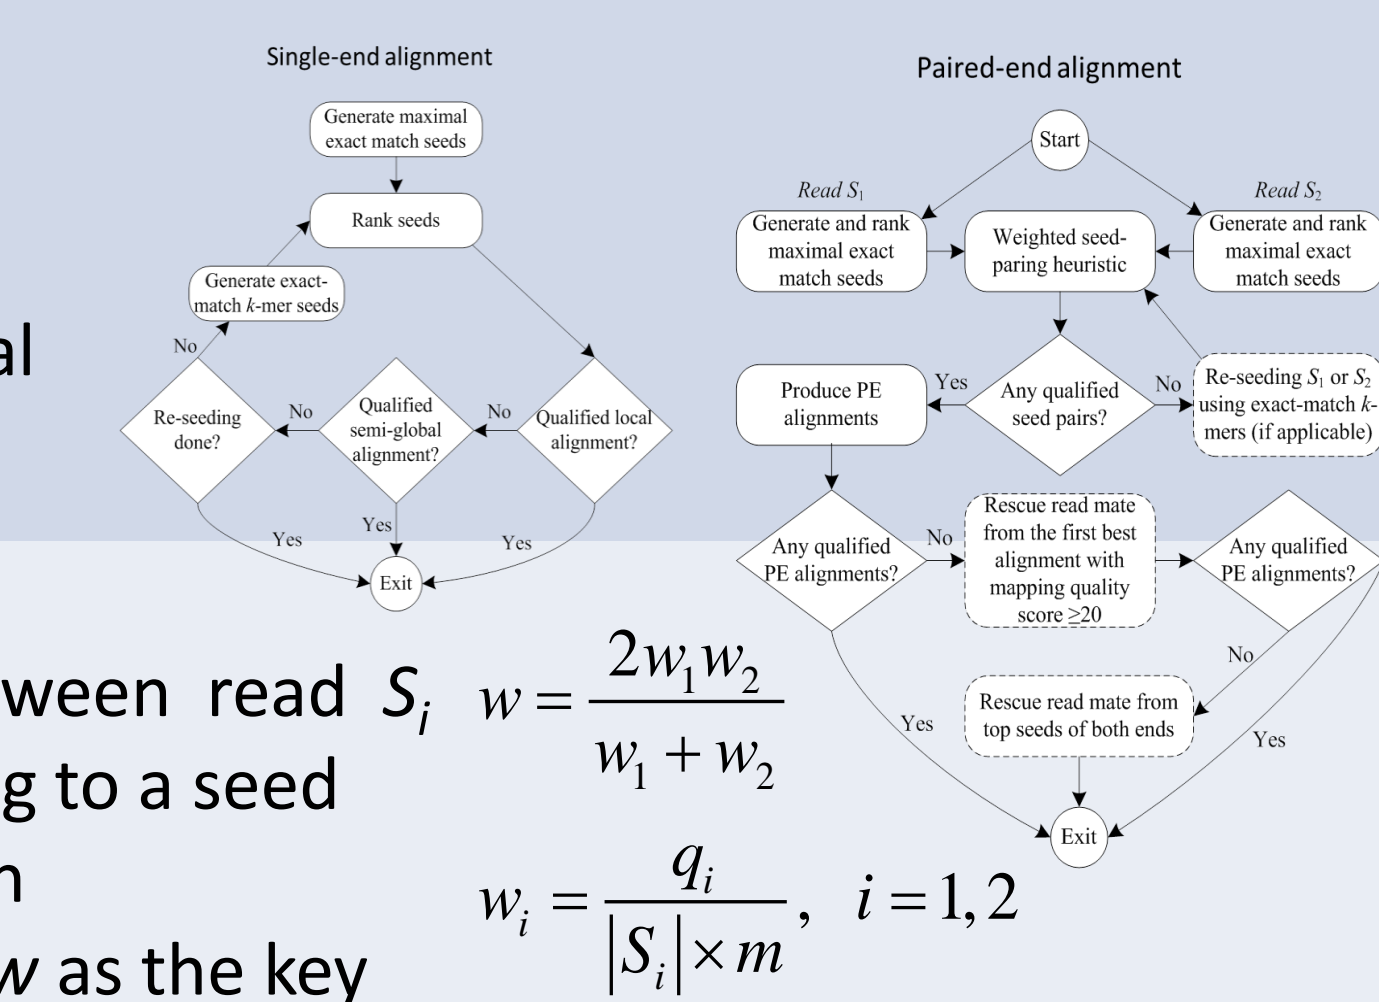 Single-end alignment
Generate maximal
exact match seeds
Rank seeds
Generate exact-
match k-mer seeds
No
Re-seeding
done?
No
Qualified
semi-global
alignment?
No
Qualified local
alignment?
Yes
Yes
Yes
Exit
Paired-end alignment
Start
Read S1
Generate and rank
maximal exact
match seeds
Weighted seed-
paring heuristic
Read S2
Generate and rank
maximal exact
match seeds
Produce PE
alignments
Yes
Any qualified
seed pairs?
No
Re-seeding S1 or S2
using exact-match k-
mers (if applicable)
Any qualified
PE alignments?
No
Rescue read mate
from the first best
alignment with
mapping quality
score ≥20
Any qualified
PE alignments?
No
Rescue read mate from
top seeds of both ends
Yes
Yes
Exit
al
ween read Si
g to a seed
n
w as the key
w = 2w1w2 / w1 + w2
wi = qi / |Si| × m, i = 1, 2